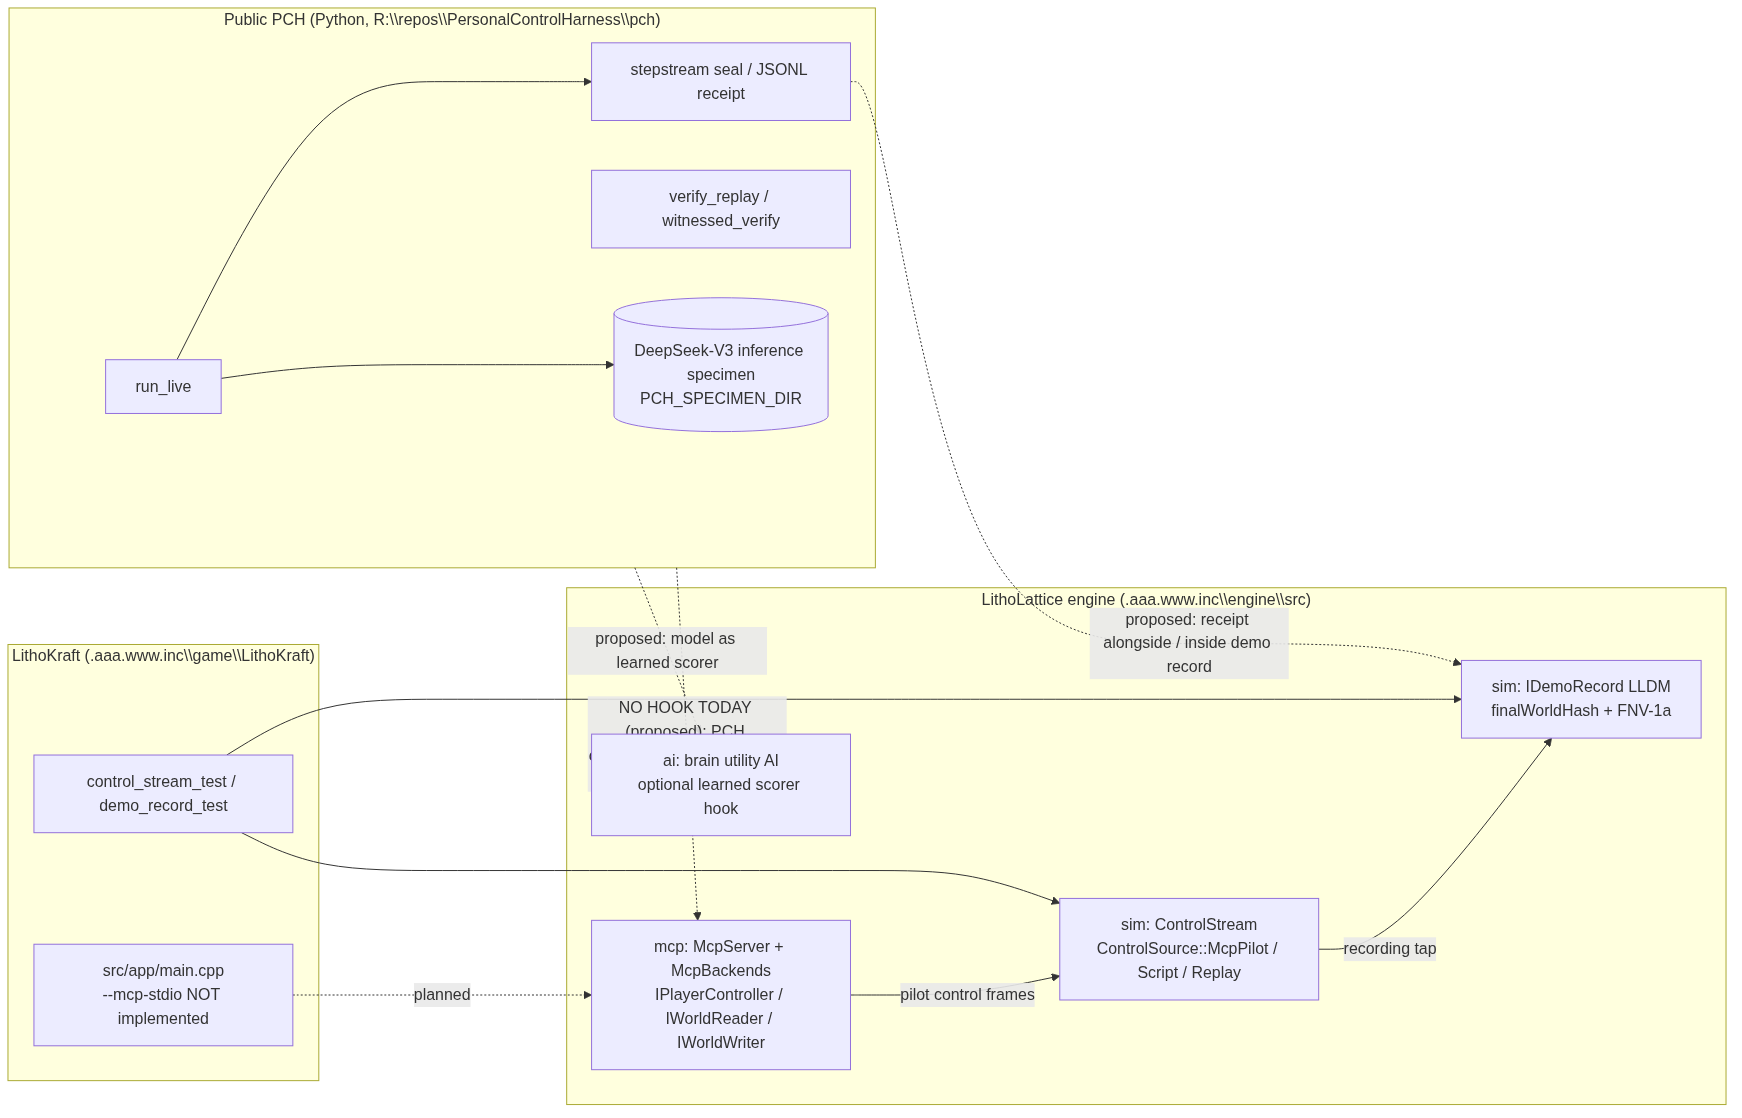 Public PCH (Python, R:\\repos\\PersonalControlHarness\\pch)
stepstream seal / JSONL
receipt
verify_replay /
witnessed_verify
DeepSeek-V3 inference
specimen
PCH_SPECIMEN_DIR
run_live
LithoLattice engine (.aaa.www.inc\\engine\\src)
proposed: receipt
alongside / inside demo
record
proposed: model as
learned scorer
NO HOOK TODAY
(proposed): PCH
LithoKraft (.aaa.www.inc\\game\\LithoKraft)
sim: IDemoRecord LLDM
finalWorldHash + FNV-1a
control_stream_test /
demo_record_test
ai: brain utility AI
optional learned scorer
hook
src/app/main.cpp
--mcp-stdio NOT
implemented
planned
mcp: McpServer +
McpBackends
IPlayerController /
IWorldReader /
IWorldWriter
pilot control frames
sim: ControlStream
ControlSource::McpPilot /
Script / Replay
recording tap